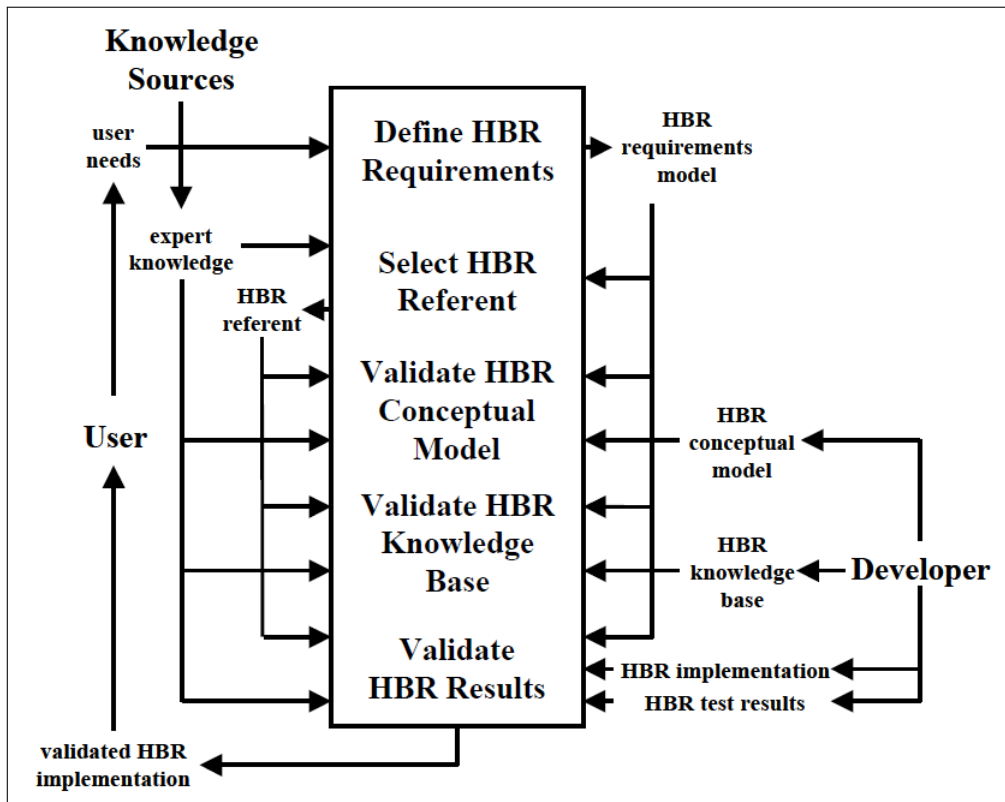 Knowledge
Sources
user
needs
expert
knowledge
HBR
referent
User
validated HBR
implementation
Define HBR
Requirements
Select HBR
Referent
Validate HBR
Conceptual
Model
Validate HBR
Knowledge
Base
Validate
HBR Results
HBR
requirements
model
HBR
conceptual
model
HBR
knowledge
base
Developer
HBR implementation
HBR test results